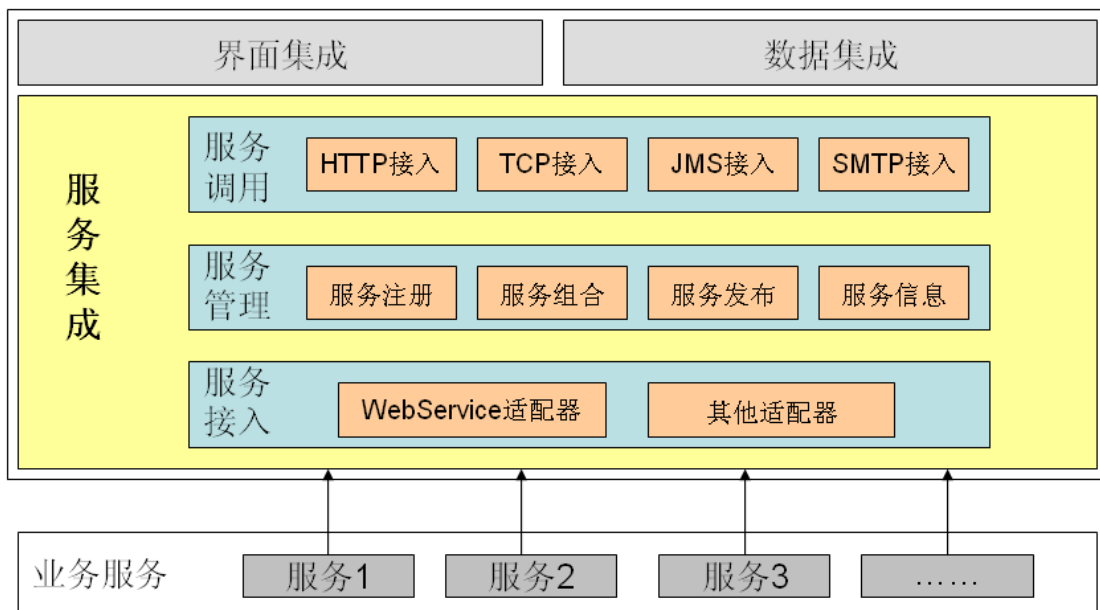 界面集成
数据集成
服务集成
服务
调用
HTTP接入
TCP接入
JMS接入
SMTP接入
服务
管理
服务注册
服务组合
服务发布
服务信息
服务
接入
WebService适配器
其他适配器
业务服务
服务1
服务2
服务3
……